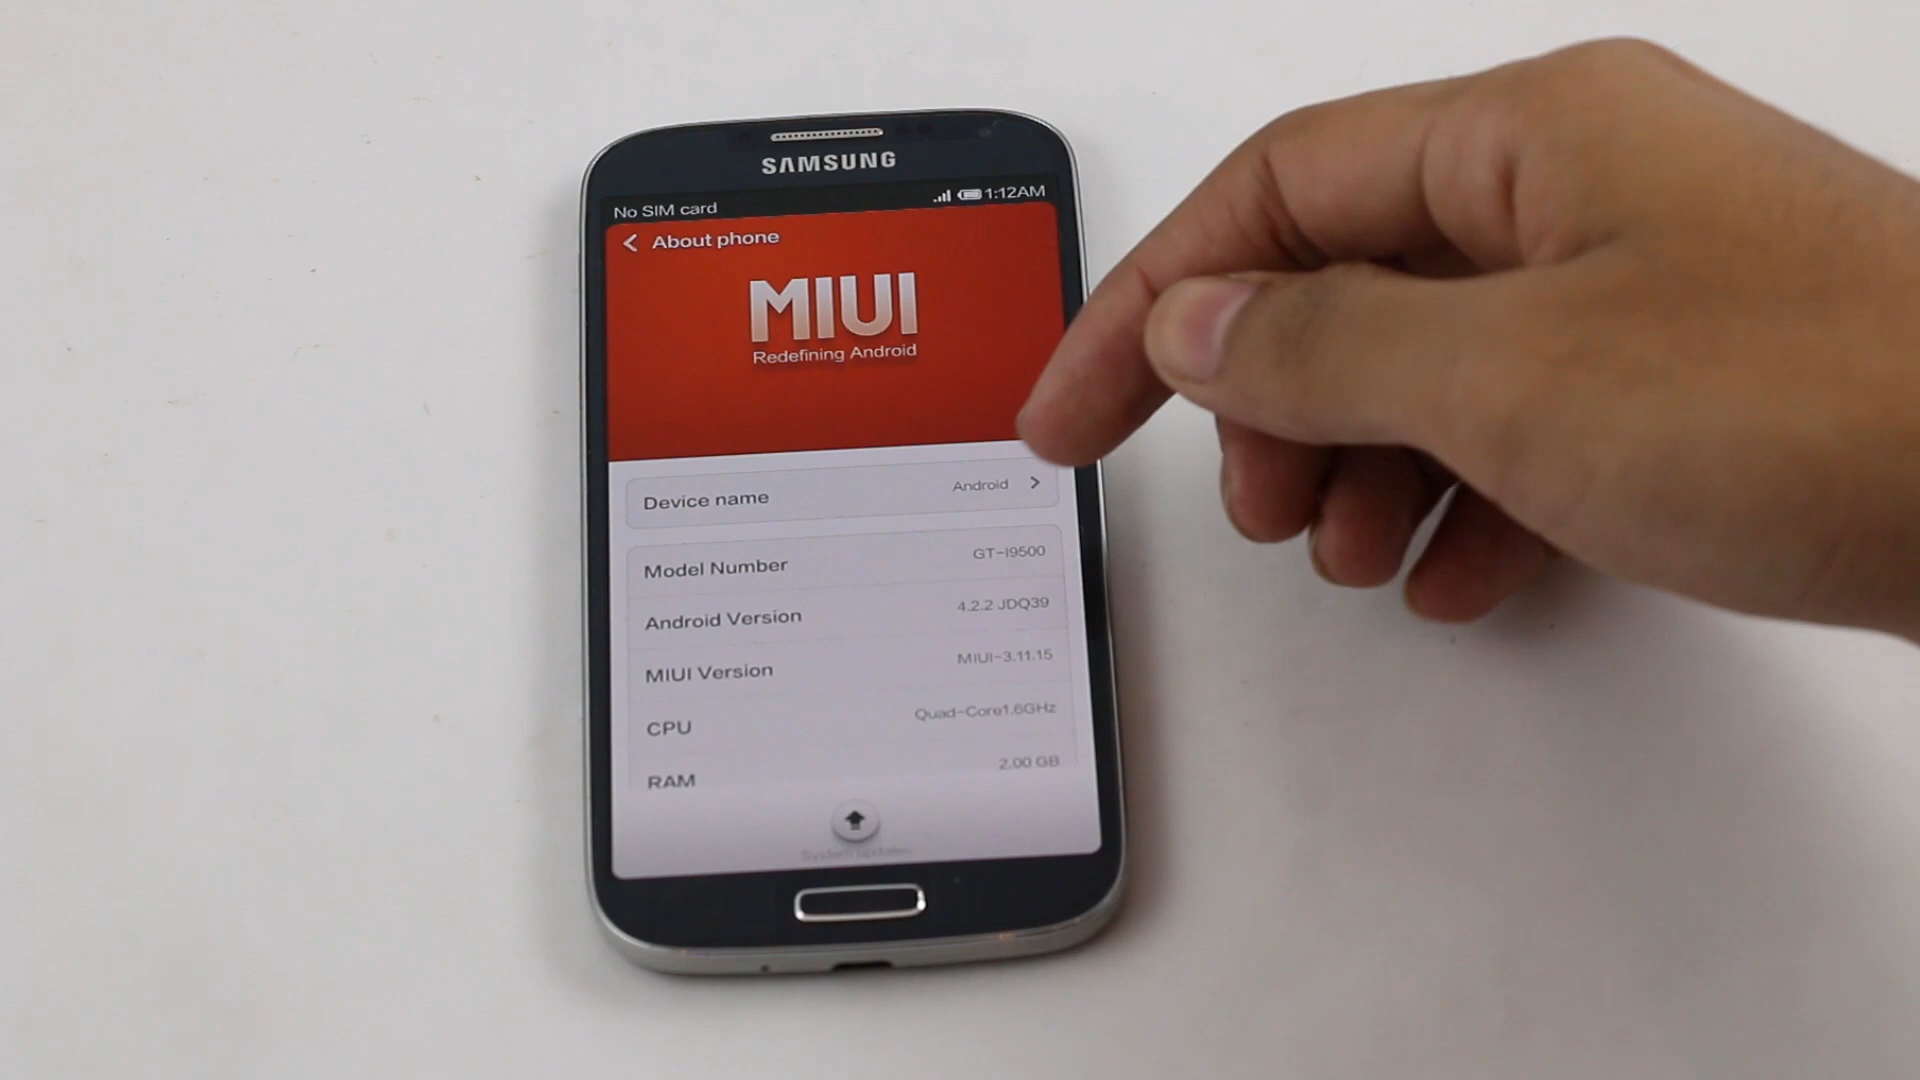 SAMSUNG
No SIM card 1:12AM
About phone
MIUI
Redefining Android
Device name Android
Model Number GT-I9500
Android Version 4.2.2 JDQ39
MIUI Version MIUI-3.11.15
CPU Quad-Core1.6GHz
RAM 2.00 GB
System updates